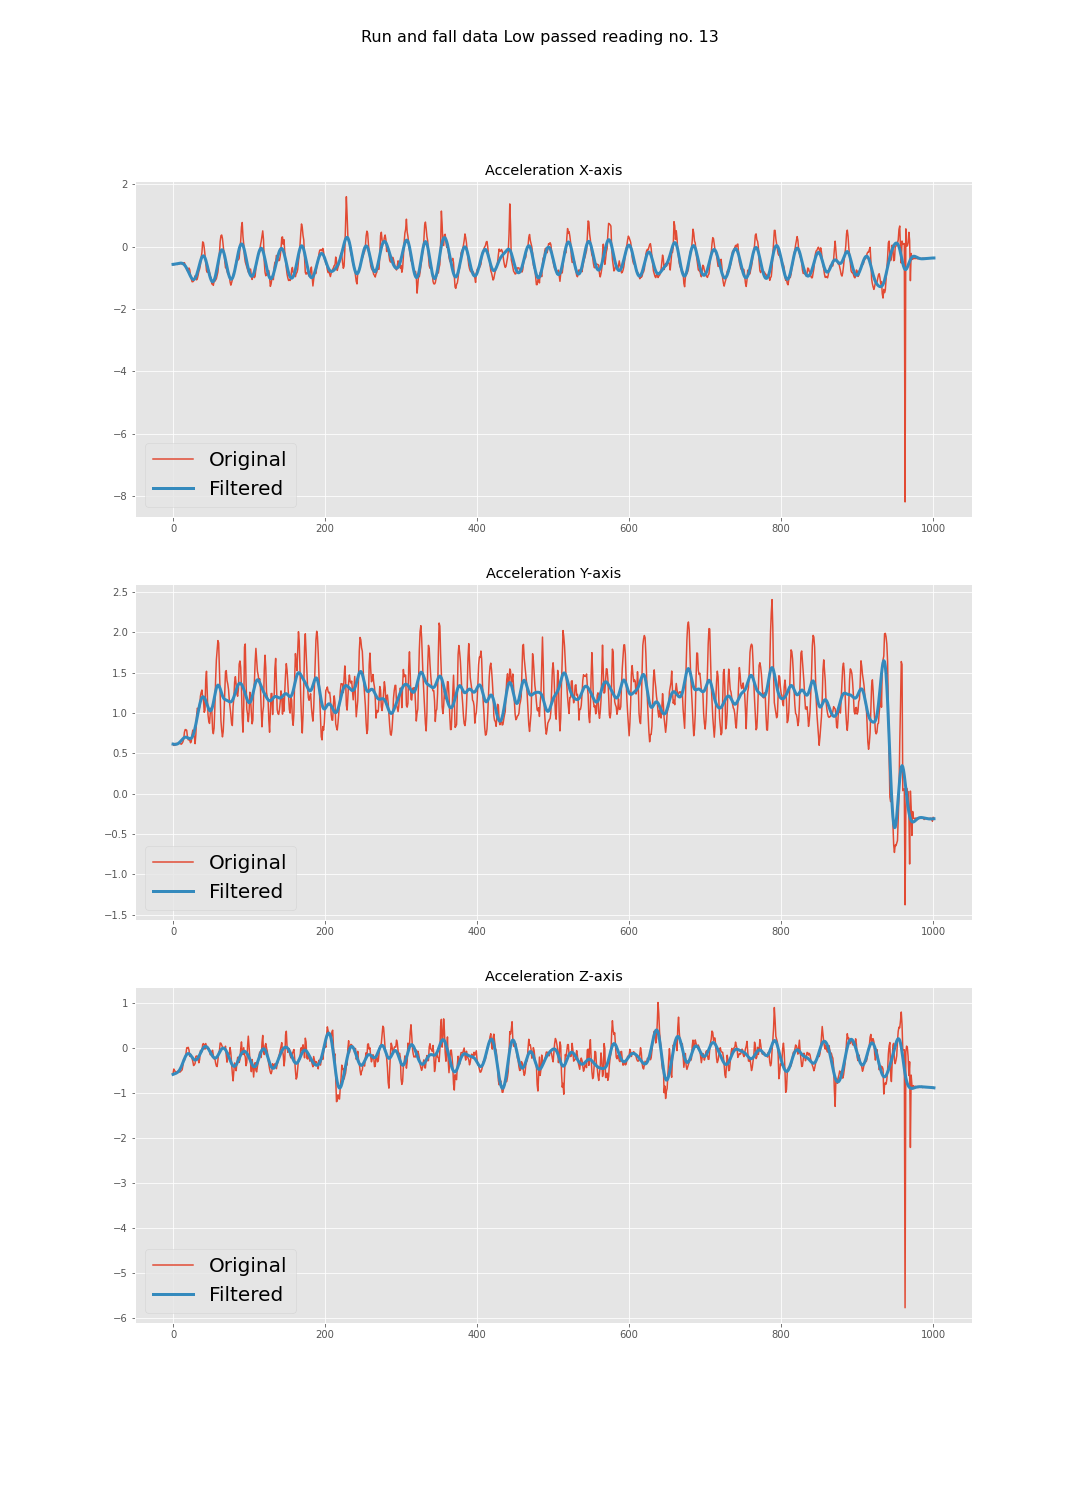 Run and fall data Low passed reading no. 13
Acceleration X-axis
2
0
−2
−4
−6
−8
Original
Filtered
0 200 400 600 800 1000
Acceleration Y-axis
2.5
2.0
1.5
1.0
0.5
0.0
−0.5
−1.0
−1.5
Original
Filtered
0 200 400 600 800 1000
Acceleration Z-axis
1
0
−1
−2
−3
−4
−5
−6
Original
Filtered
0 200 400 600 800 1000